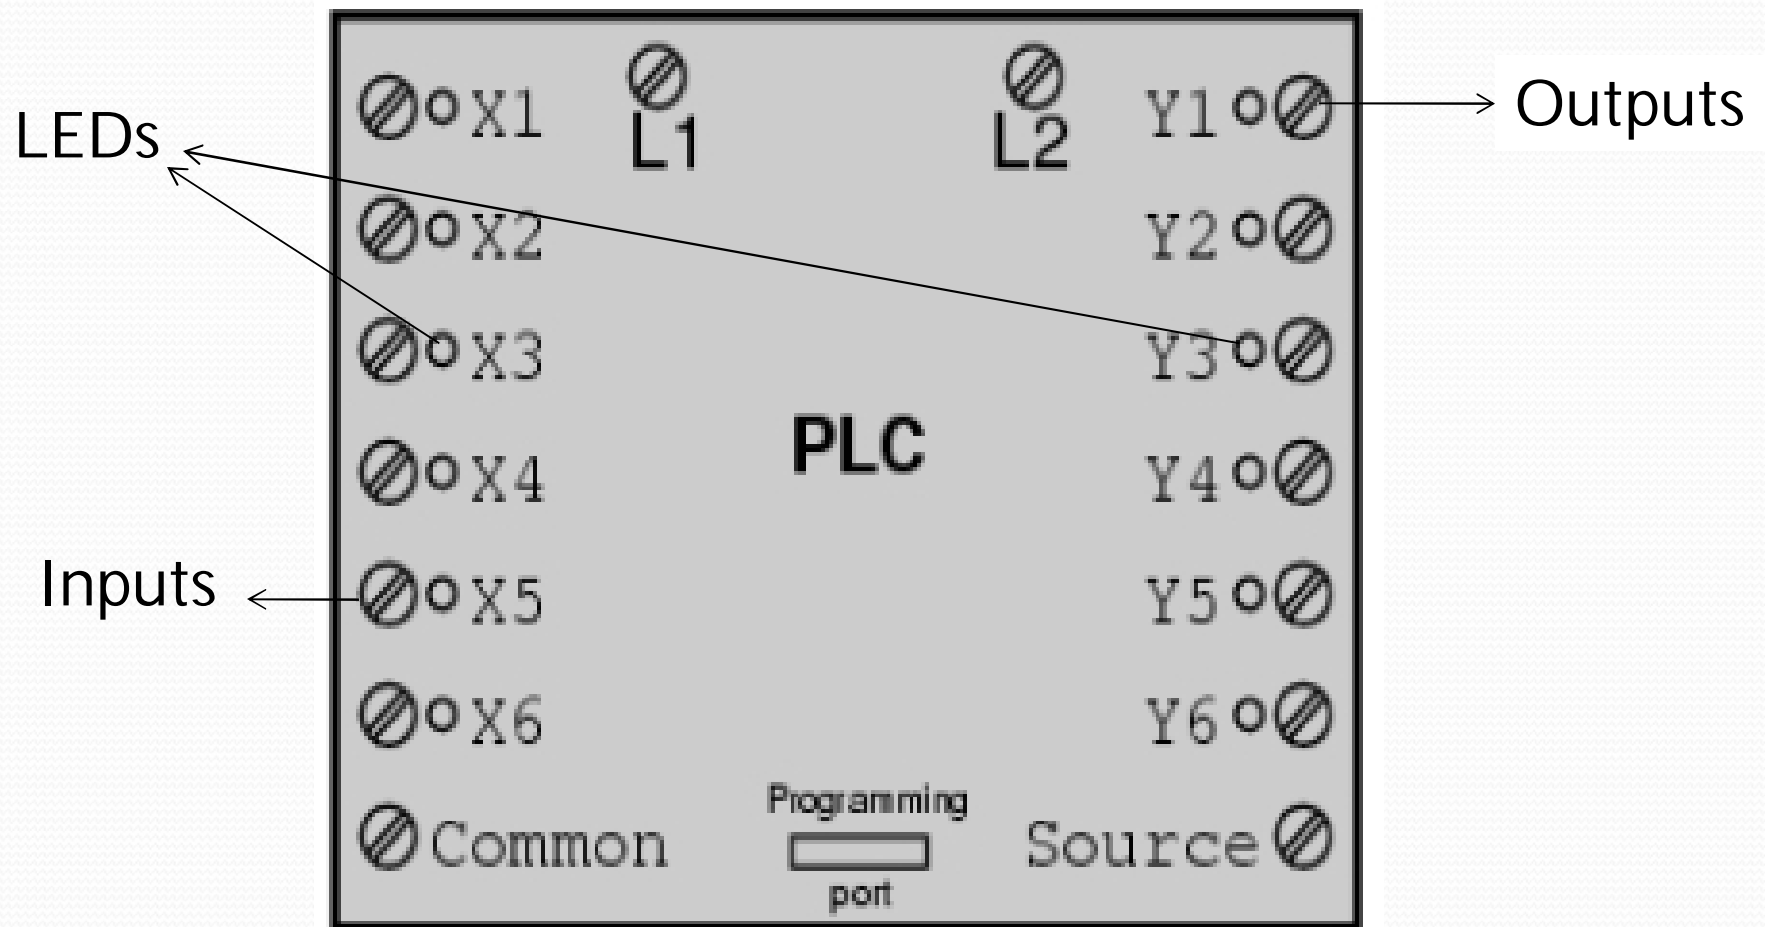 X1 L1 L2 Y1 Outputs
LEDs
X2 Y2
X3 Y3
PLC
X4 Y4
Inputs X5 Y5
X6 Y6
Programming
Common Source
port